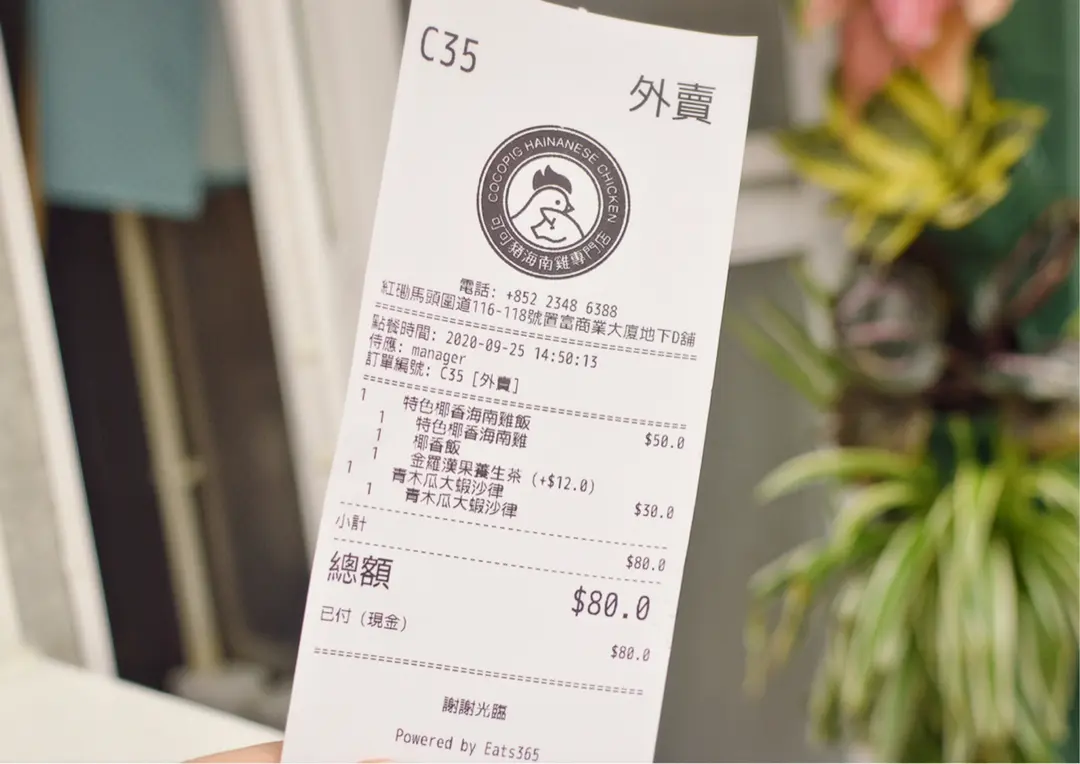 C35
外賣
COCOPIG HAINANESE CHICKEN
可可豬海南雞專門店
電話: +852 2348 6388
紅磡馬頭圍道116-118號置富商業大廈地下D舖
點餐時間: 2020-09-25 14:50:13
侍應: manager
訂單編號: C35 [外賣]
1 特色椰香海南雞飯 $50.0
1 特色椰香海南雞
1 椰香飯
1 金羅漢果養生茶 (+$12.0)
1 青木瓜大蝦沙律 $30.0
1 青木瓜大蝦沙律
小計 $80.0
總額 $80.0
已付 (現金) $80.0
謝謝光臨
Powered by Eats365